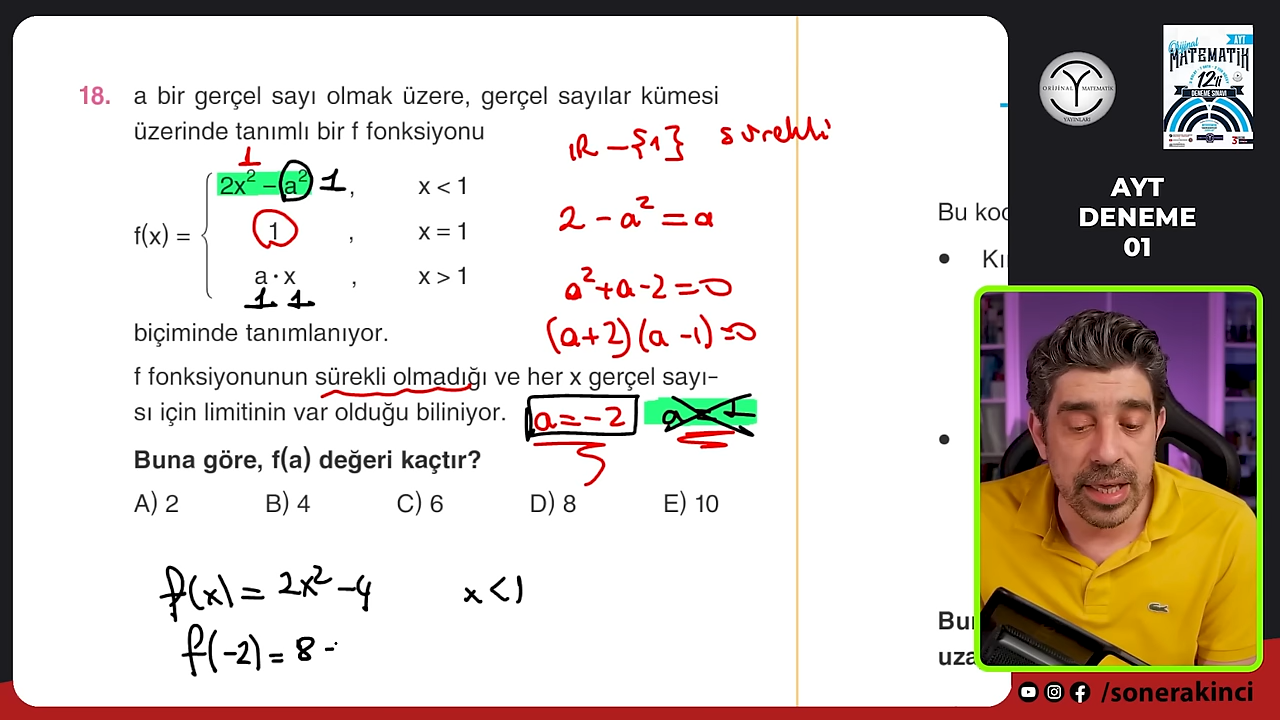 18. a bir gerçel sayı olmak üzere, gerçel sayılar kümesi
üzerinde tanımlı bir f fonksiyonu
IR - {1} sürekli
1
2x² - a² 1, x < 1
f(x) = 1 , x = 1
a · x , x > 1
1. 1.
2 - a² = a
a² + a - 2 = 0
(a+2)(a-1)=0
biçiminde tanımlanıyor.
f fonksiyonunun sürekli olmadığı ve her x gerçel sayı-
sı için limitinin var olduğu biliniyor.
a = -2 a = 1
Buna göre, f(a) değeri kaçtır?
A) 2 B) 4 C) 6 D) 8 E) 10
f(x) = 2x² - 4 x < 1
f(-2) = 8 -
Bu
Kı
Bu
uza
ORİJİNAL MATEMATİK
YAYINLARI
AYT
Orijinal
MATEMATİK
12'li
DENEME SINAVI
AYT
DENEME
01
/sonerakinci